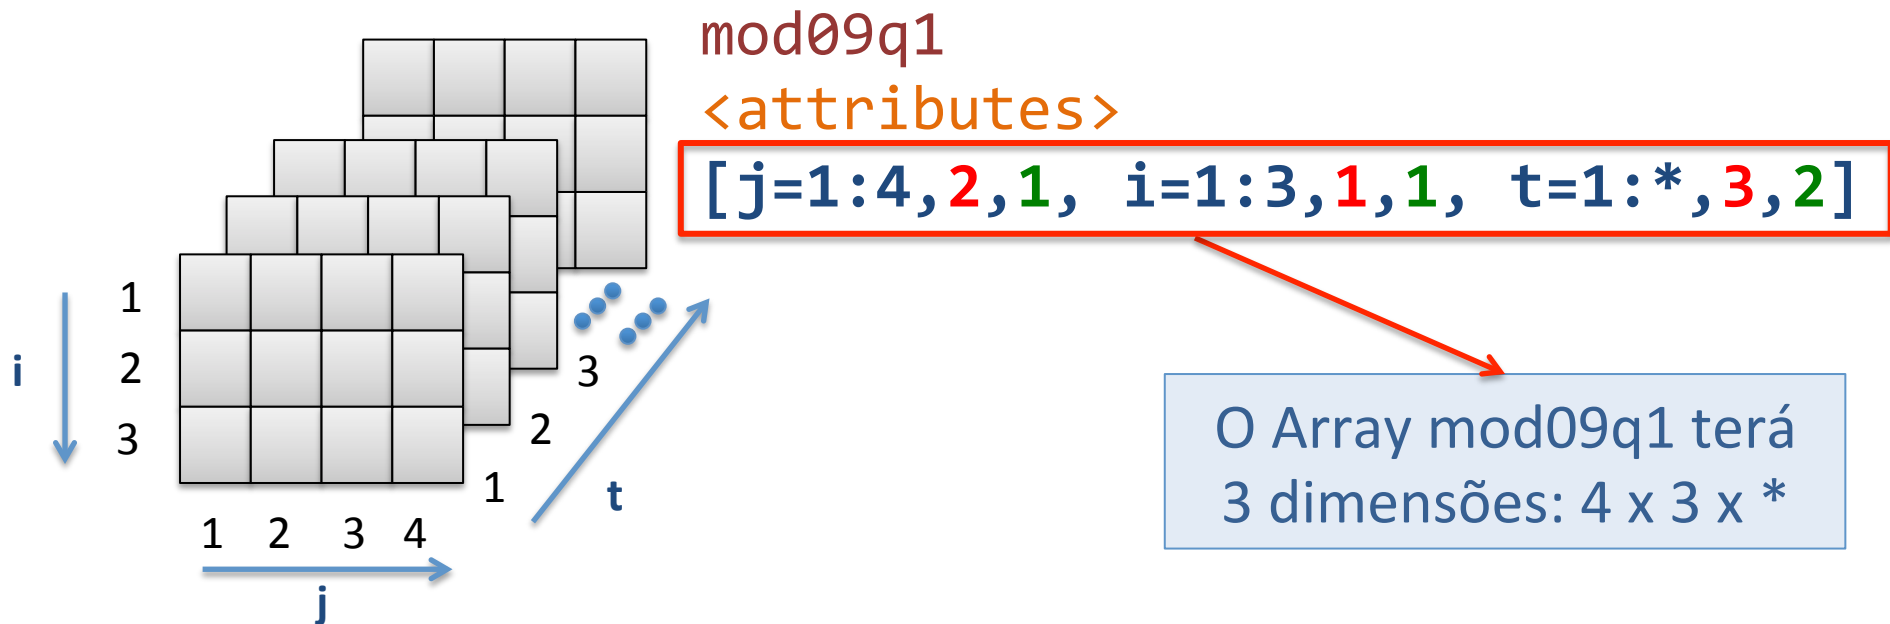 mod09q1
<attributes>
[j=1:4,2,1, i=1:3,1,1, t=1:*,3,2]
1
i
2
3
3
2
1
t
1 2 3 4
j
O Array mod09q1 terá
3 dimensões: 4 x 3 x *